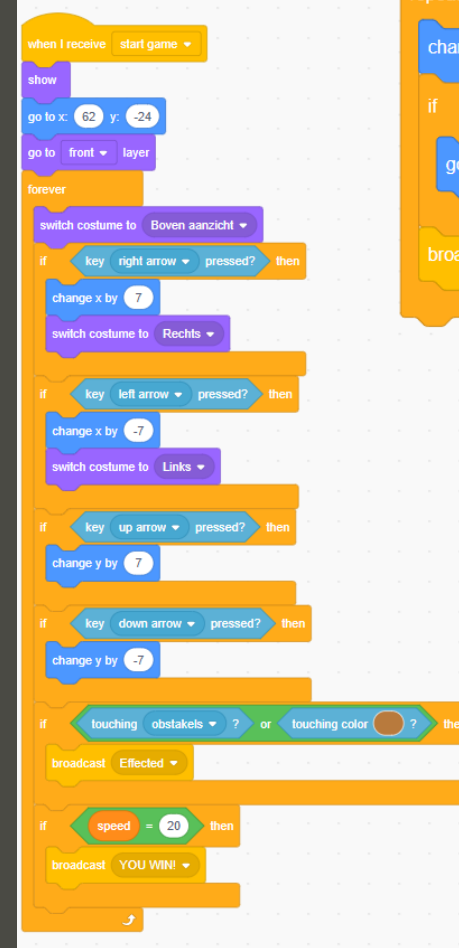 when I receive start game
show
go to x: 62 y: -24
go to front layer
forever
switch costume to Boven aanzicht
if key right arrow pressed? then
change x by 7
switch costume to Rechts
if key left arrow pressed? then
change x by -7
switch costume to Links
if key up arrow pressed? then
change y by 7
if key down arrow pressed? then
change y by -7
if touching obstakels ? or touching color ? the
broadcast Effected
if speed = 20 then
broadcast YOU WIN!
char
if
go
broa